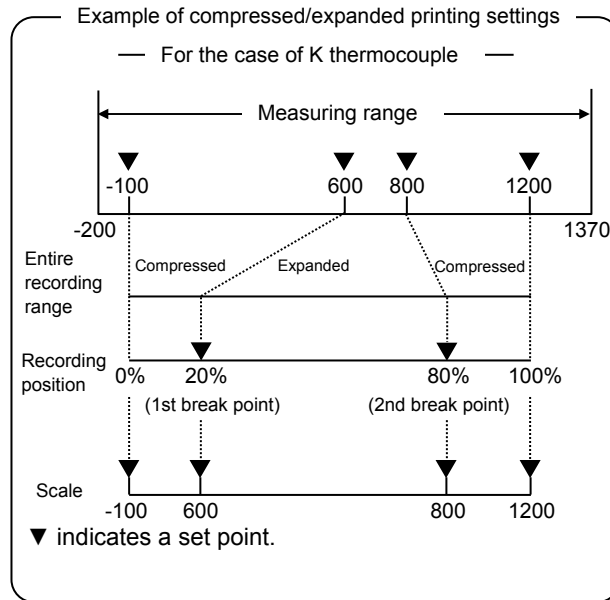 Example of compressed/expanded printing settings
For the case of K thermocouple
Measuring range
-100 600 800 1200
-200 1370
Entire recording range
Compressed Expanded Compressed
Recording position
0% 20% 80% 100%
(1st break point) (2nd break point)
Scale
-100 600 800 1200
▼ indicates a set point.